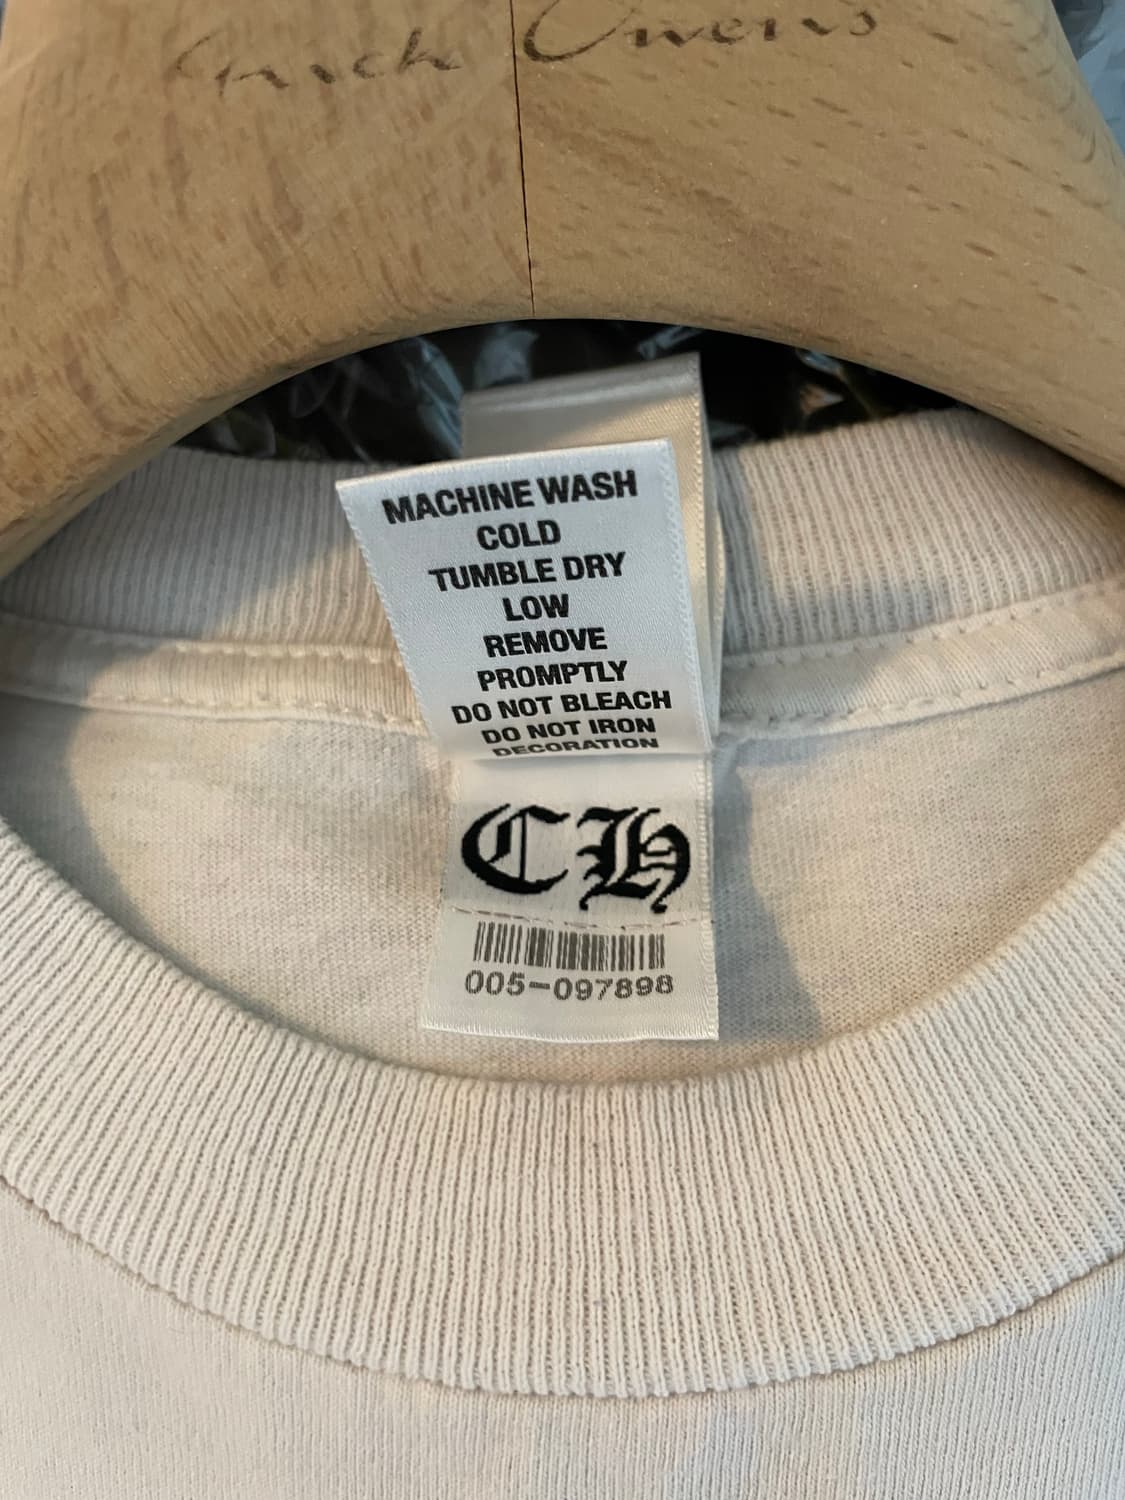 Owens
MACHINE WASH
COLD
TUMBLE DRY
LOW
REMOVE
PROMPTLY
DO NOT BLEACH
DO NOT IRON
DECORATION
CH
005-097898